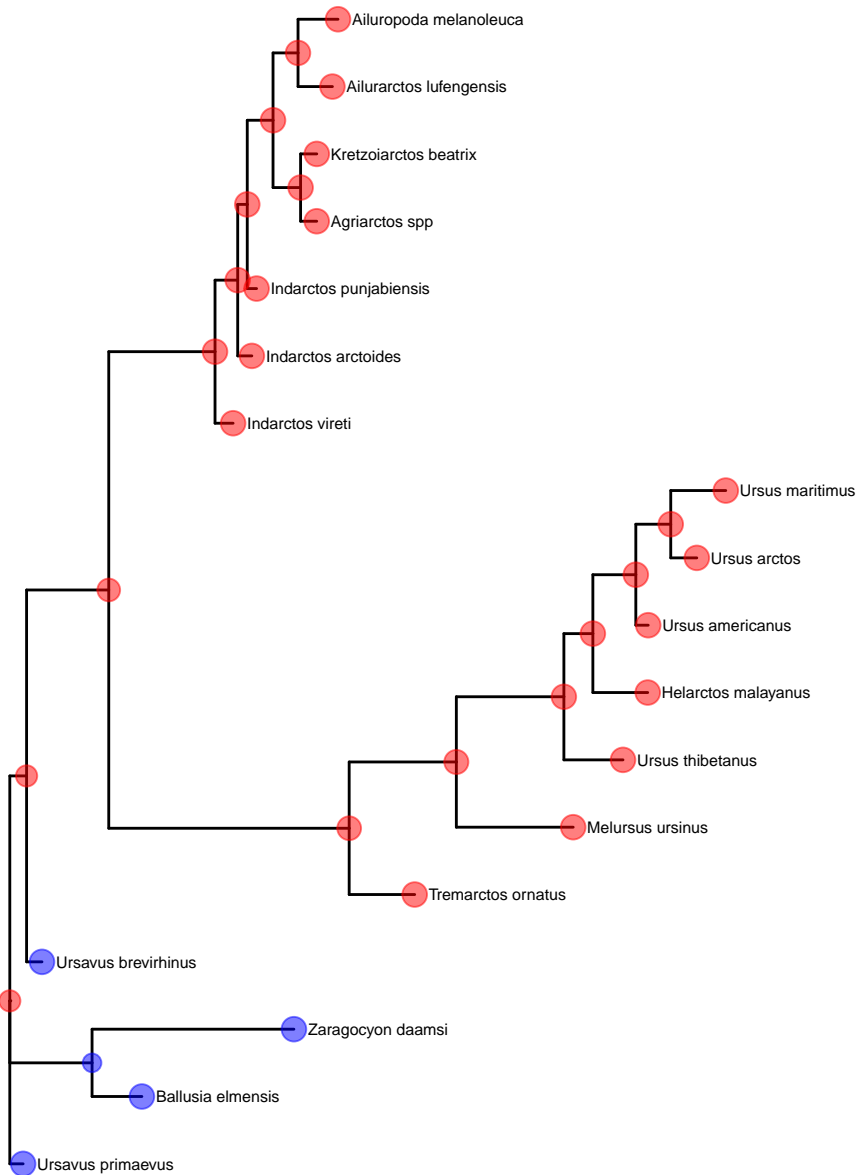 Ailuropoda melanoleuca
Ailurarctos lufengensis
Kretzoiarctos beatrix
Agriarctos spp
Indarctos punjabiensis
Indarctos arctoides
Indarctos vireti
Ursus maritimus
Ursus arctos
Ursus americanus
Helarctos malayanus
Ursus thibetanus
Melursus ursinus
Tremarctos ornatus
Ursavus brevirhinus
Zaragocyon daamsi
Ballusia elmensis
Ursavus primaevus